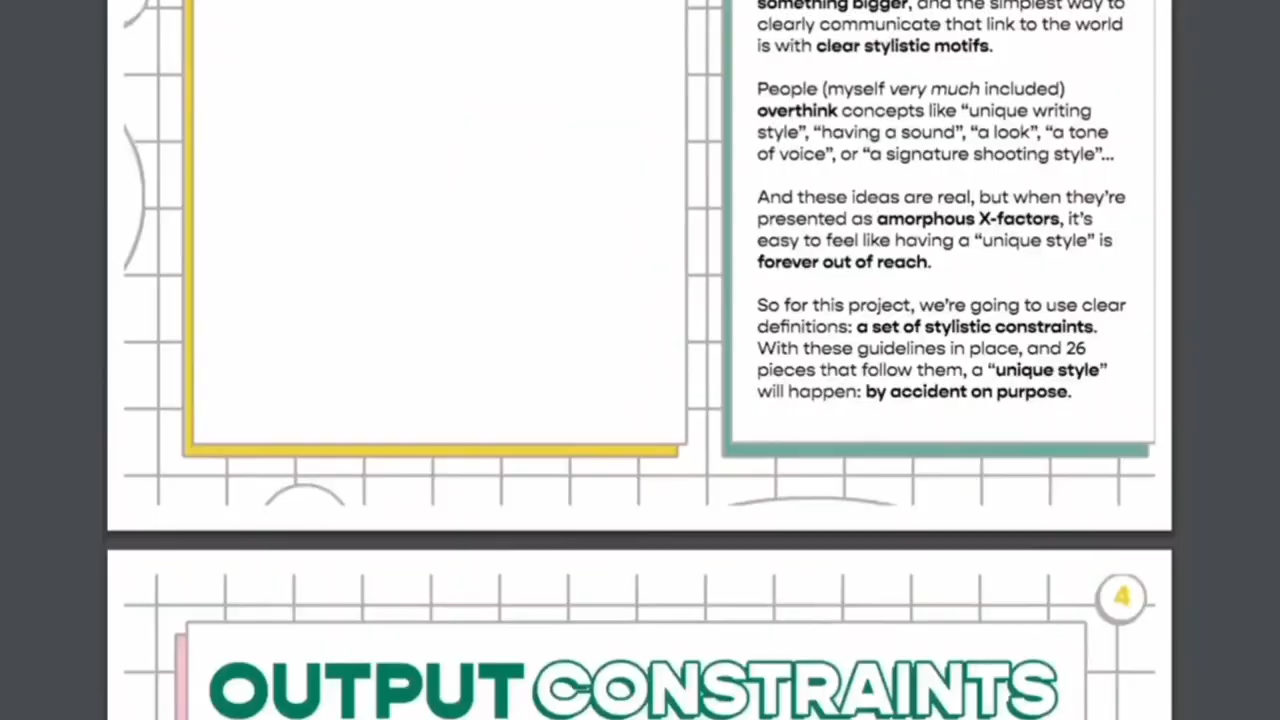 something bigger, and the simplest way to
clearly communicate that link to the world
is with clear stylistic motifs.
People (myself very much included)
overthink concepts like “unique writing
style”, “having a sound”, “a look”, “a tone
of voice”, or “a signature shooting style”...
And these ideas are real, but when they’re
presented as amorphous X-factors, it’s
easy to feel like having a “unique style” is
forever out of reach.
So for this project, we’re going to use clear
definitions: a set of stylistic constraints.
With these guidelines in place, and 26
pieces that follow them, a “unique style”
will happen: by accident on purpose.
4
OUTPUT CONSTRAINTS